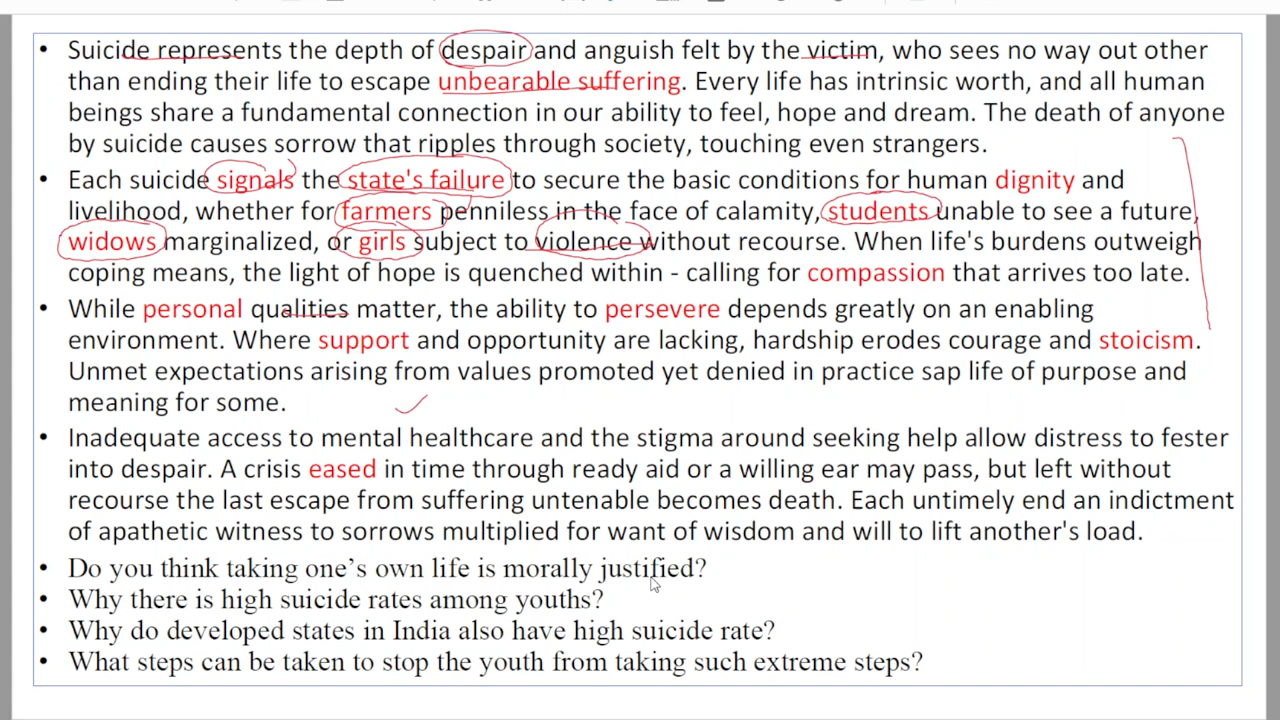 • Suicide represents the depth of despair and anguish felt by the victim, who sees no way out other
than ending their life to escape unbearable suffering. Every life has intrinsic worth, and all human
beings share a fundamental connection in our ability to feel, hope and dream. The death of anyone
by suicide causes sorrow that ripples through society, touching even strangers.
• Each suicide signals the state's failure to secure the basic conditions for human dignity and
livelihood, whether for farmers penniless in the face of calamity, students unable to see a future,
widows marginalized, or girls subject to violence without recourse. When life's burdens outweigh
coping means, the light of hope is quenched within - calling for compassion that arrives too late.
• While personal qualities matter, the ability to persevere depends greatly on an enabling
environment. Where support and opportunity are lacking, hardship erodes courage and stoicism.
Unmet expectations arising from values promoted yet denied in practice sap life of purpose and
meaning for some.
• Inadequate access to mental healthcare and the stigma around seeking help allow distress to fester
into despair. A crisis eased in time through ready aid or a willing ear may pass, but left without
recourse the last escape from suffering untenable becomes death. Each untimely end an indictment
of apathetic witness to sorrows multiplied for want of wisdom and will to lift another's load.
• Do you think taking one’s own life is morally justified?
• Why there is high suicide rates among youths?
• Why do developed states in India also have high suicide rate?
• What steps can be taken to stop the youth from taking such extreme steps?